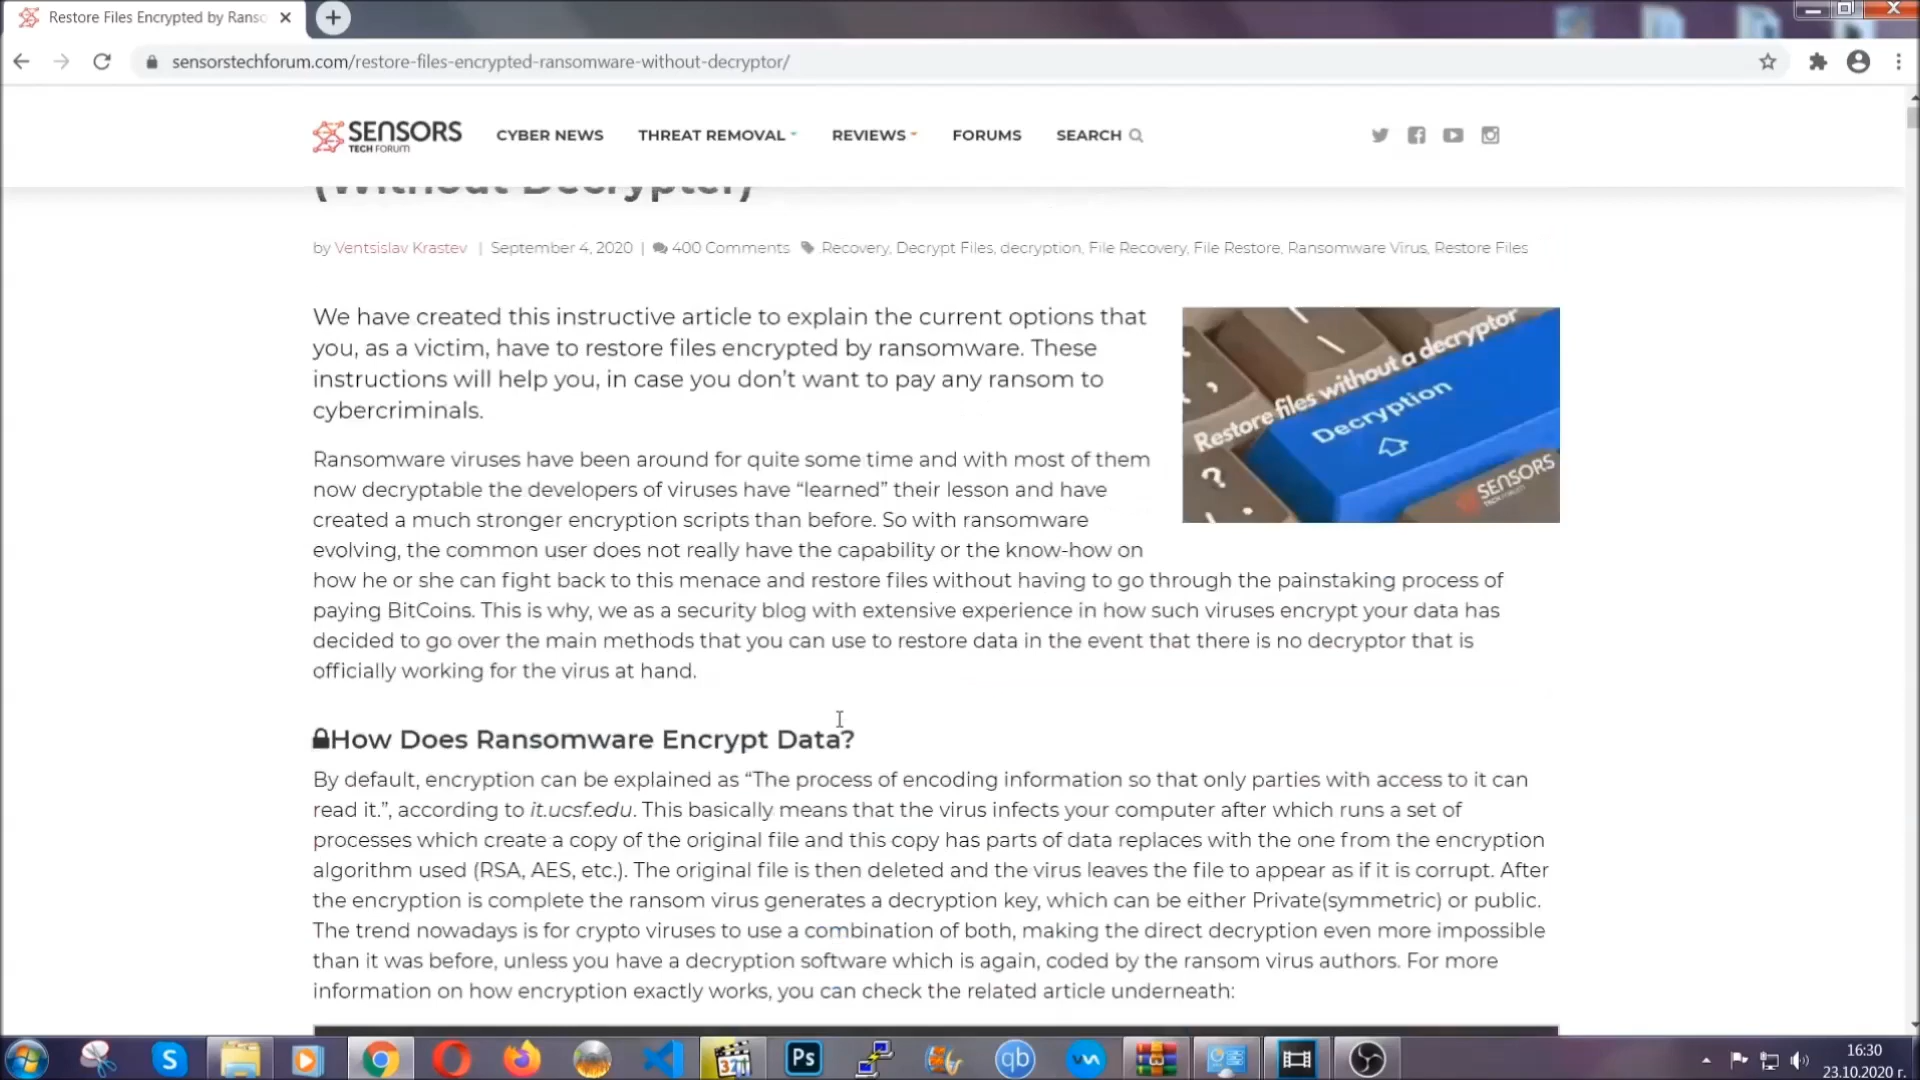 Restore Files Encrypted by Ranso
sensorstechforum.com/restore-files-encrypted-ransomware-without-decryptor/
SENSORS
TECH FORUM
CYBER NEWS THREAT REMOVAL REVIEWS FORUMS SEARCH
(Without Decrypter)
by Ventsislav Krastev | September 4, 2020 | 400 Comments Recovery, Decrypt Files, decryption, File Recovery, File Restore, Ransomware Virus, Restore Files
We have created this instructive article to explain the current options that
you, as a victim, have to restore files encrypted by ransomware. These
instructions will help you, in case you don’t want to pay any ransom to
cybercriminals.
Restore files without a decryptor
Decryption
SENSORS
Ransomware viruses have been around for quite some time and with most of them
now decryptable the developers of viruses have “learned” their lesson and have
created a much stronger encryption scripts than before. So with ransomware
evolving, the common user does not really have the capability or the know-how on
how he or she can fight back to this menace and restore files without having to go through the painstaking process of
paying BitCoins. This is why, we as a security blog with extensive experience in how such viruses encrypt your data has
decided to go over the main methods that you can use to restore data in the event that there is no decryptor that is
officially working for the virus at hand.
How Does Ransomware Encrypt Data?
By default, encryption can be explained as “The process of encoding information so that only parties with access to it can
read it.”, according to it.ucsf.edu. This basically means that the virus infects your computer after which runs a set of
processes which create a copy of the original file and this copy has parts of data replaces with the one from the encryption
algorithm used (RSA, AES, etc.). The original file is then deleted and the virus leaves the file to appear as if it is corrupt. After
the encryption is complete the ransom virus generates a decryption key, which can be either Private(symmetric) or public.
The trend nowadays is for crypto viruses to use a combination of both, making the direct decryption even more impossible
than it was before, unless you have a decryption software which is again, coded by the ransom virus authors. For more
information on how encryption exactly works, you can check the related article underneath:
S
321
Ps
qb
16:30
23.10.2020 г.